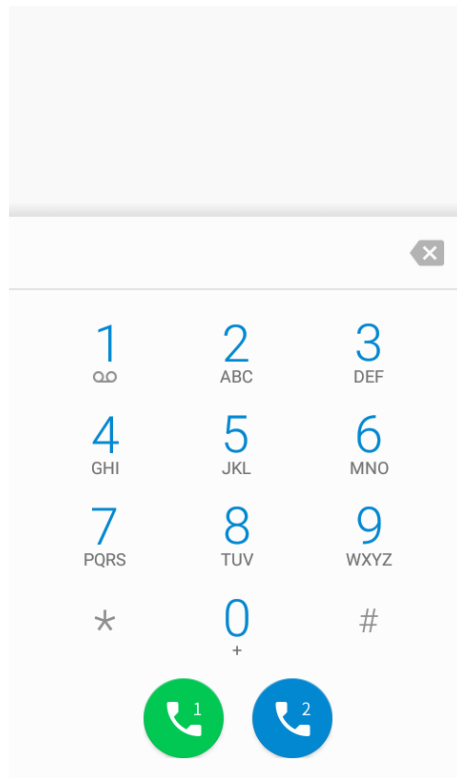 1 2 3
ABC DEF
4 5 6
GHI JKL MNO
7 8 9
PQRS TUV WXYZ
* 0 #
+
1 2